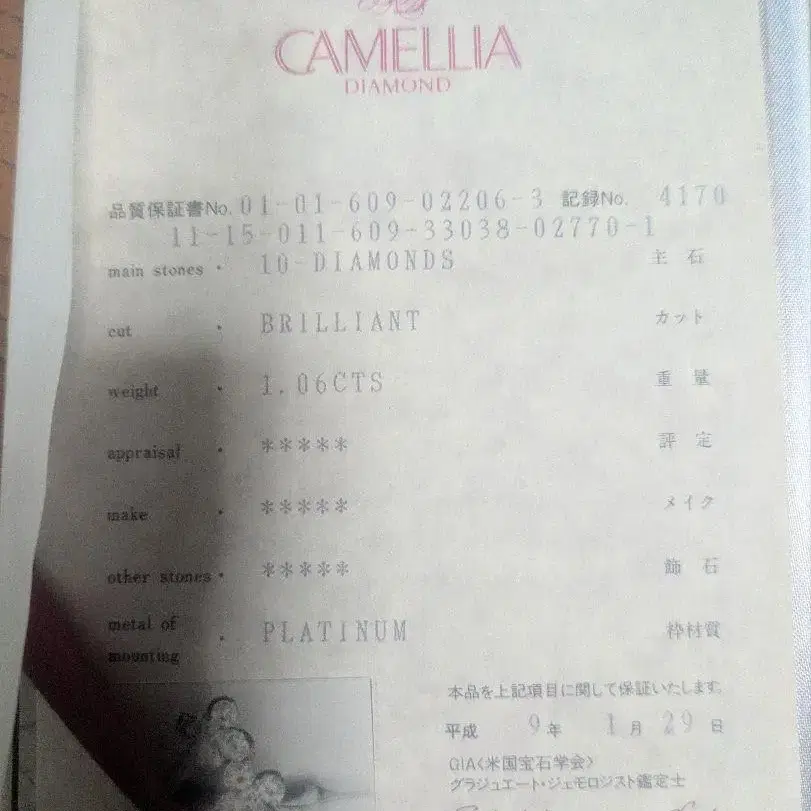 CAMELLIA
DIAMOND
品質保証書No. 01-01-609-02206-3 記録No. 4170
11-15-011-609-33038-02770-1
main stones • 10-DIAMONDS 主石
cut • BRILLIANT カット
weight • 1.06CTS 重量
appraisal • ***** 評定
make • ***** メイク
other stones • ***** 飾石
metal of mounting • PLATINUM 枠材質
本品を上記項目に関して保証いたします。
平成 9年 1月 29日
GIA〈米国宝石学会〉
グラジュエート・ジェモロジスト鑑定士